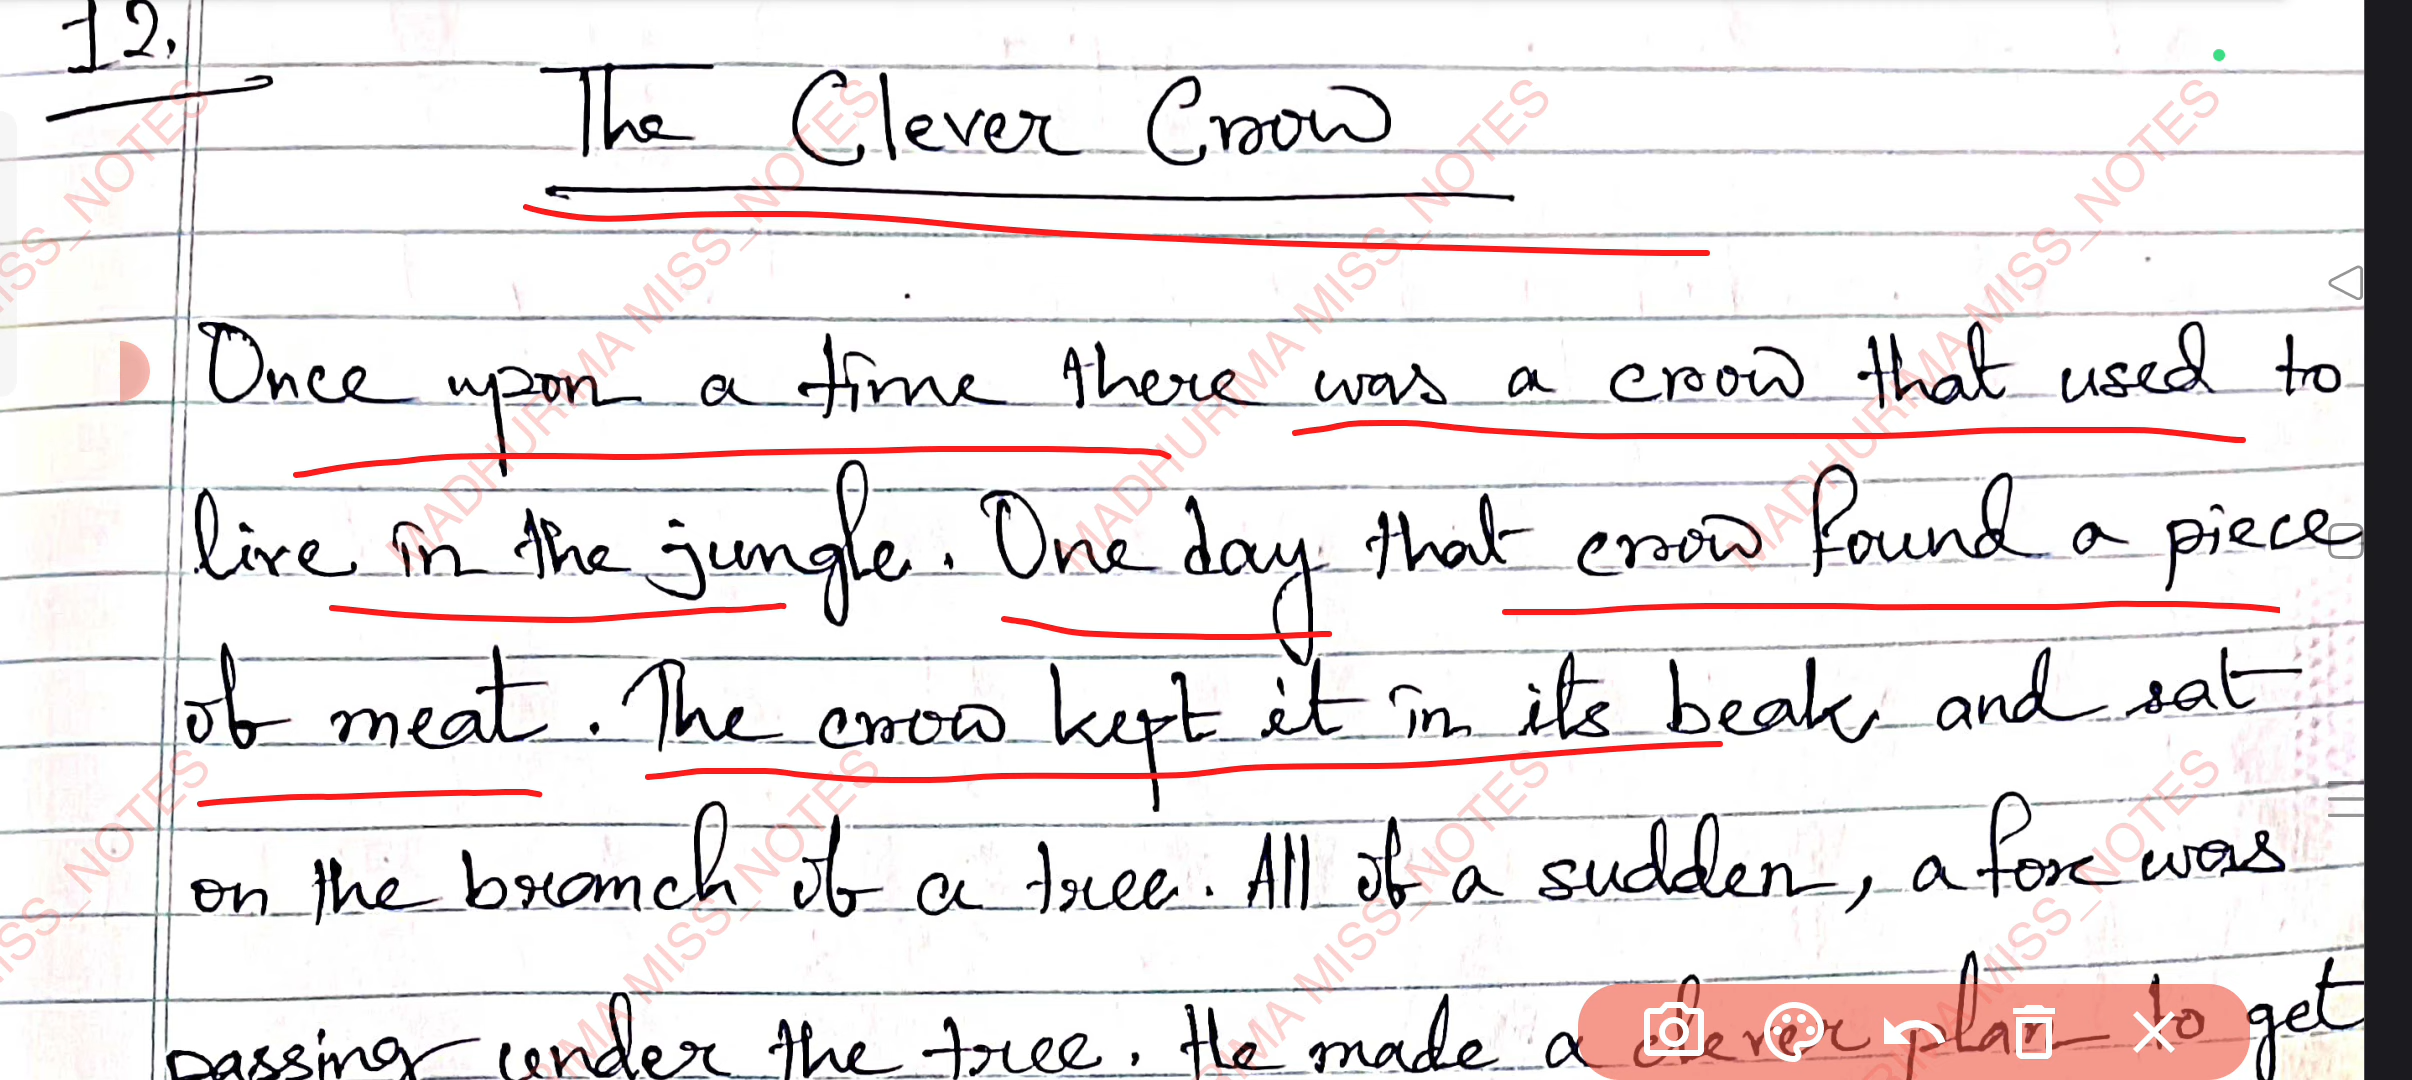 12.
The Clever Crow
Once upon a time there was a crow that used to
live in the jungle. One day that crow found a piece
of meat. The crow kept it in its beak and sat
on the branch of a tree. All of a sudden, a fox was
passing under the tree. He made a clever plan to get
MADHURIMA MISS_NOTES